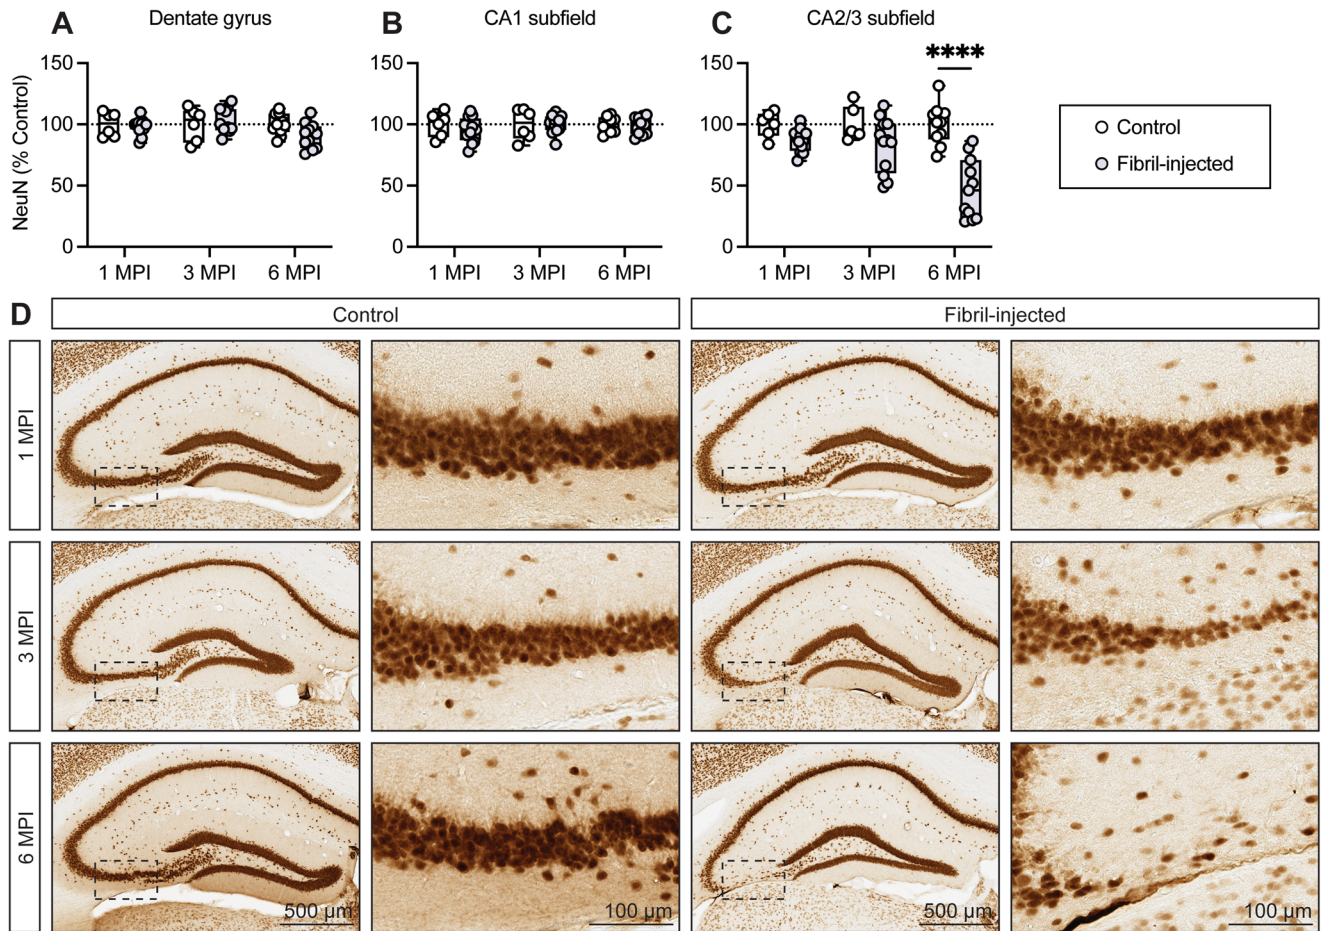 A Dentate gyrus
B CA1 subfield
C CA2/3 subfield
****
NeuN (% Control)
150
100
50
0
1 MPI 3 MPI 6 MPI
150
100
50
0
1 MPI 3 MPI 6 MPI
150
100
50
0
1 MPI 3 MPI 6 MPI
Control
Fibril-injected
D Control Fibril-injected
1 MPI
3 MPI
6 MPI
500 µm 100 µm 500 µm 100 µm